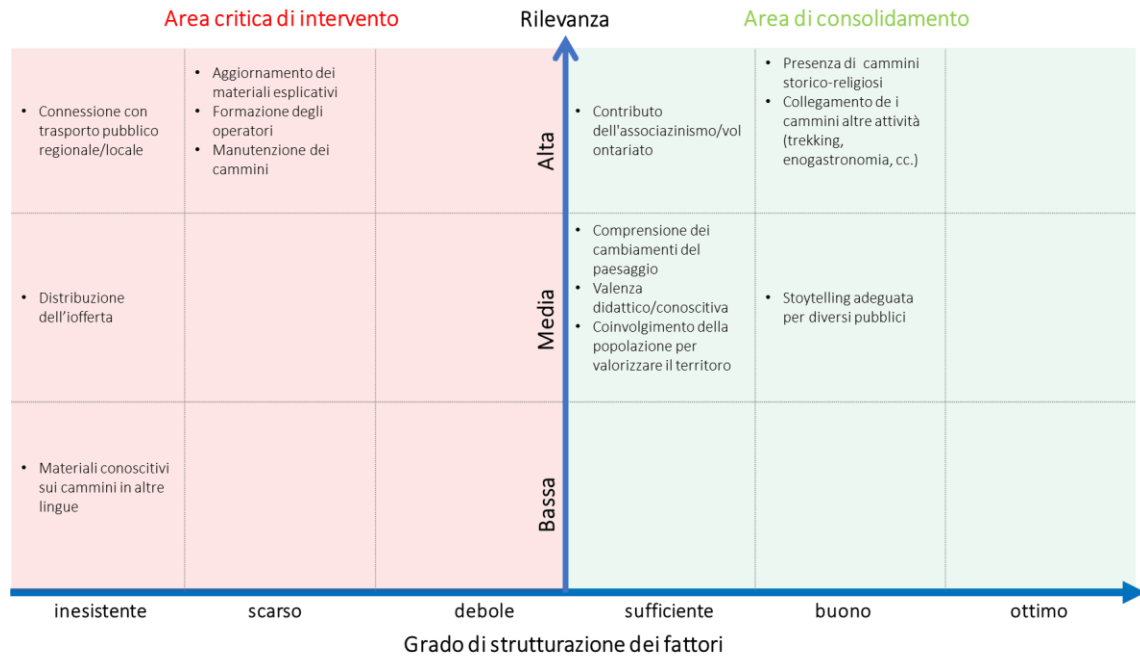 Area critica di intervento
Rilevanza
Area di consolidamento
• Connessione con
trasporto pubblico
regionale/locale
• Aggiornamento dei
materiali esplicativi
• Formazione degli
operatori
• Manutenzione dei
cammini
Alta
• Contributo
dell'associazinismo/vol
ontariato
• Presenza di cammini
storico-religiosi
• Collegamento de i
cammini altre attività
(trekking,
enogastronomia, cc.)
• Distribuzione
dell'iofferta
Media
• Comprensione dei
cambiamenti del
paesaggio
• Valenza
didattico/conoscitiva
• Coinvolgimento della
popolazione per
valorizzare il territoro
• Stoytelling adeguata
per diversi pubblici
• Materiali conoscitivi
sui cammini in altre
lingue
Bassa
inesistente
scarso
debole
sufficiente
buono
ottimo
Grado di strutturazione dei fattori